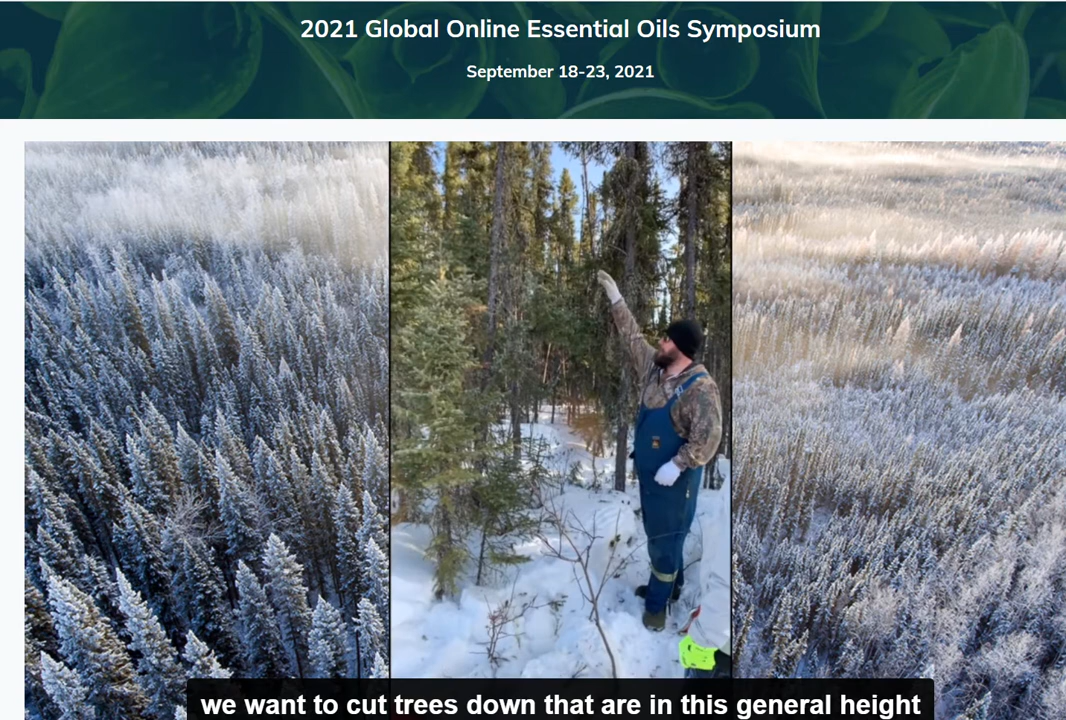 2021 Global Online Essential Oils Symposium
September 18-23, 2021
we want to cut trees down that are in this general height